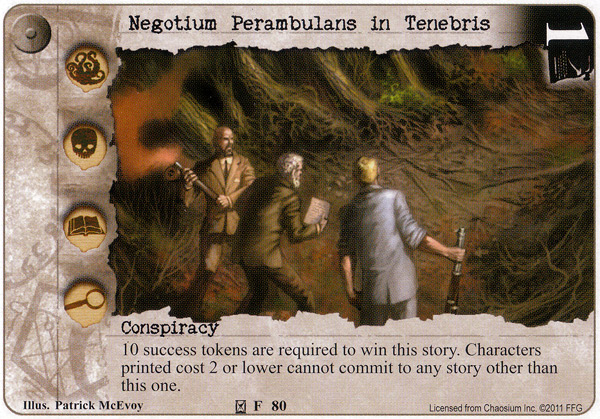 Negotium Perambulans in Tenebris
1
Conspiracy
10 success tokens are required to win this story. Characters
printed cost 2 or lower cannot commit to any story other than
this one.
Illus. Patrick McEvoy
F 80
Licensed from Chaosium Inc. ©2011 FFG